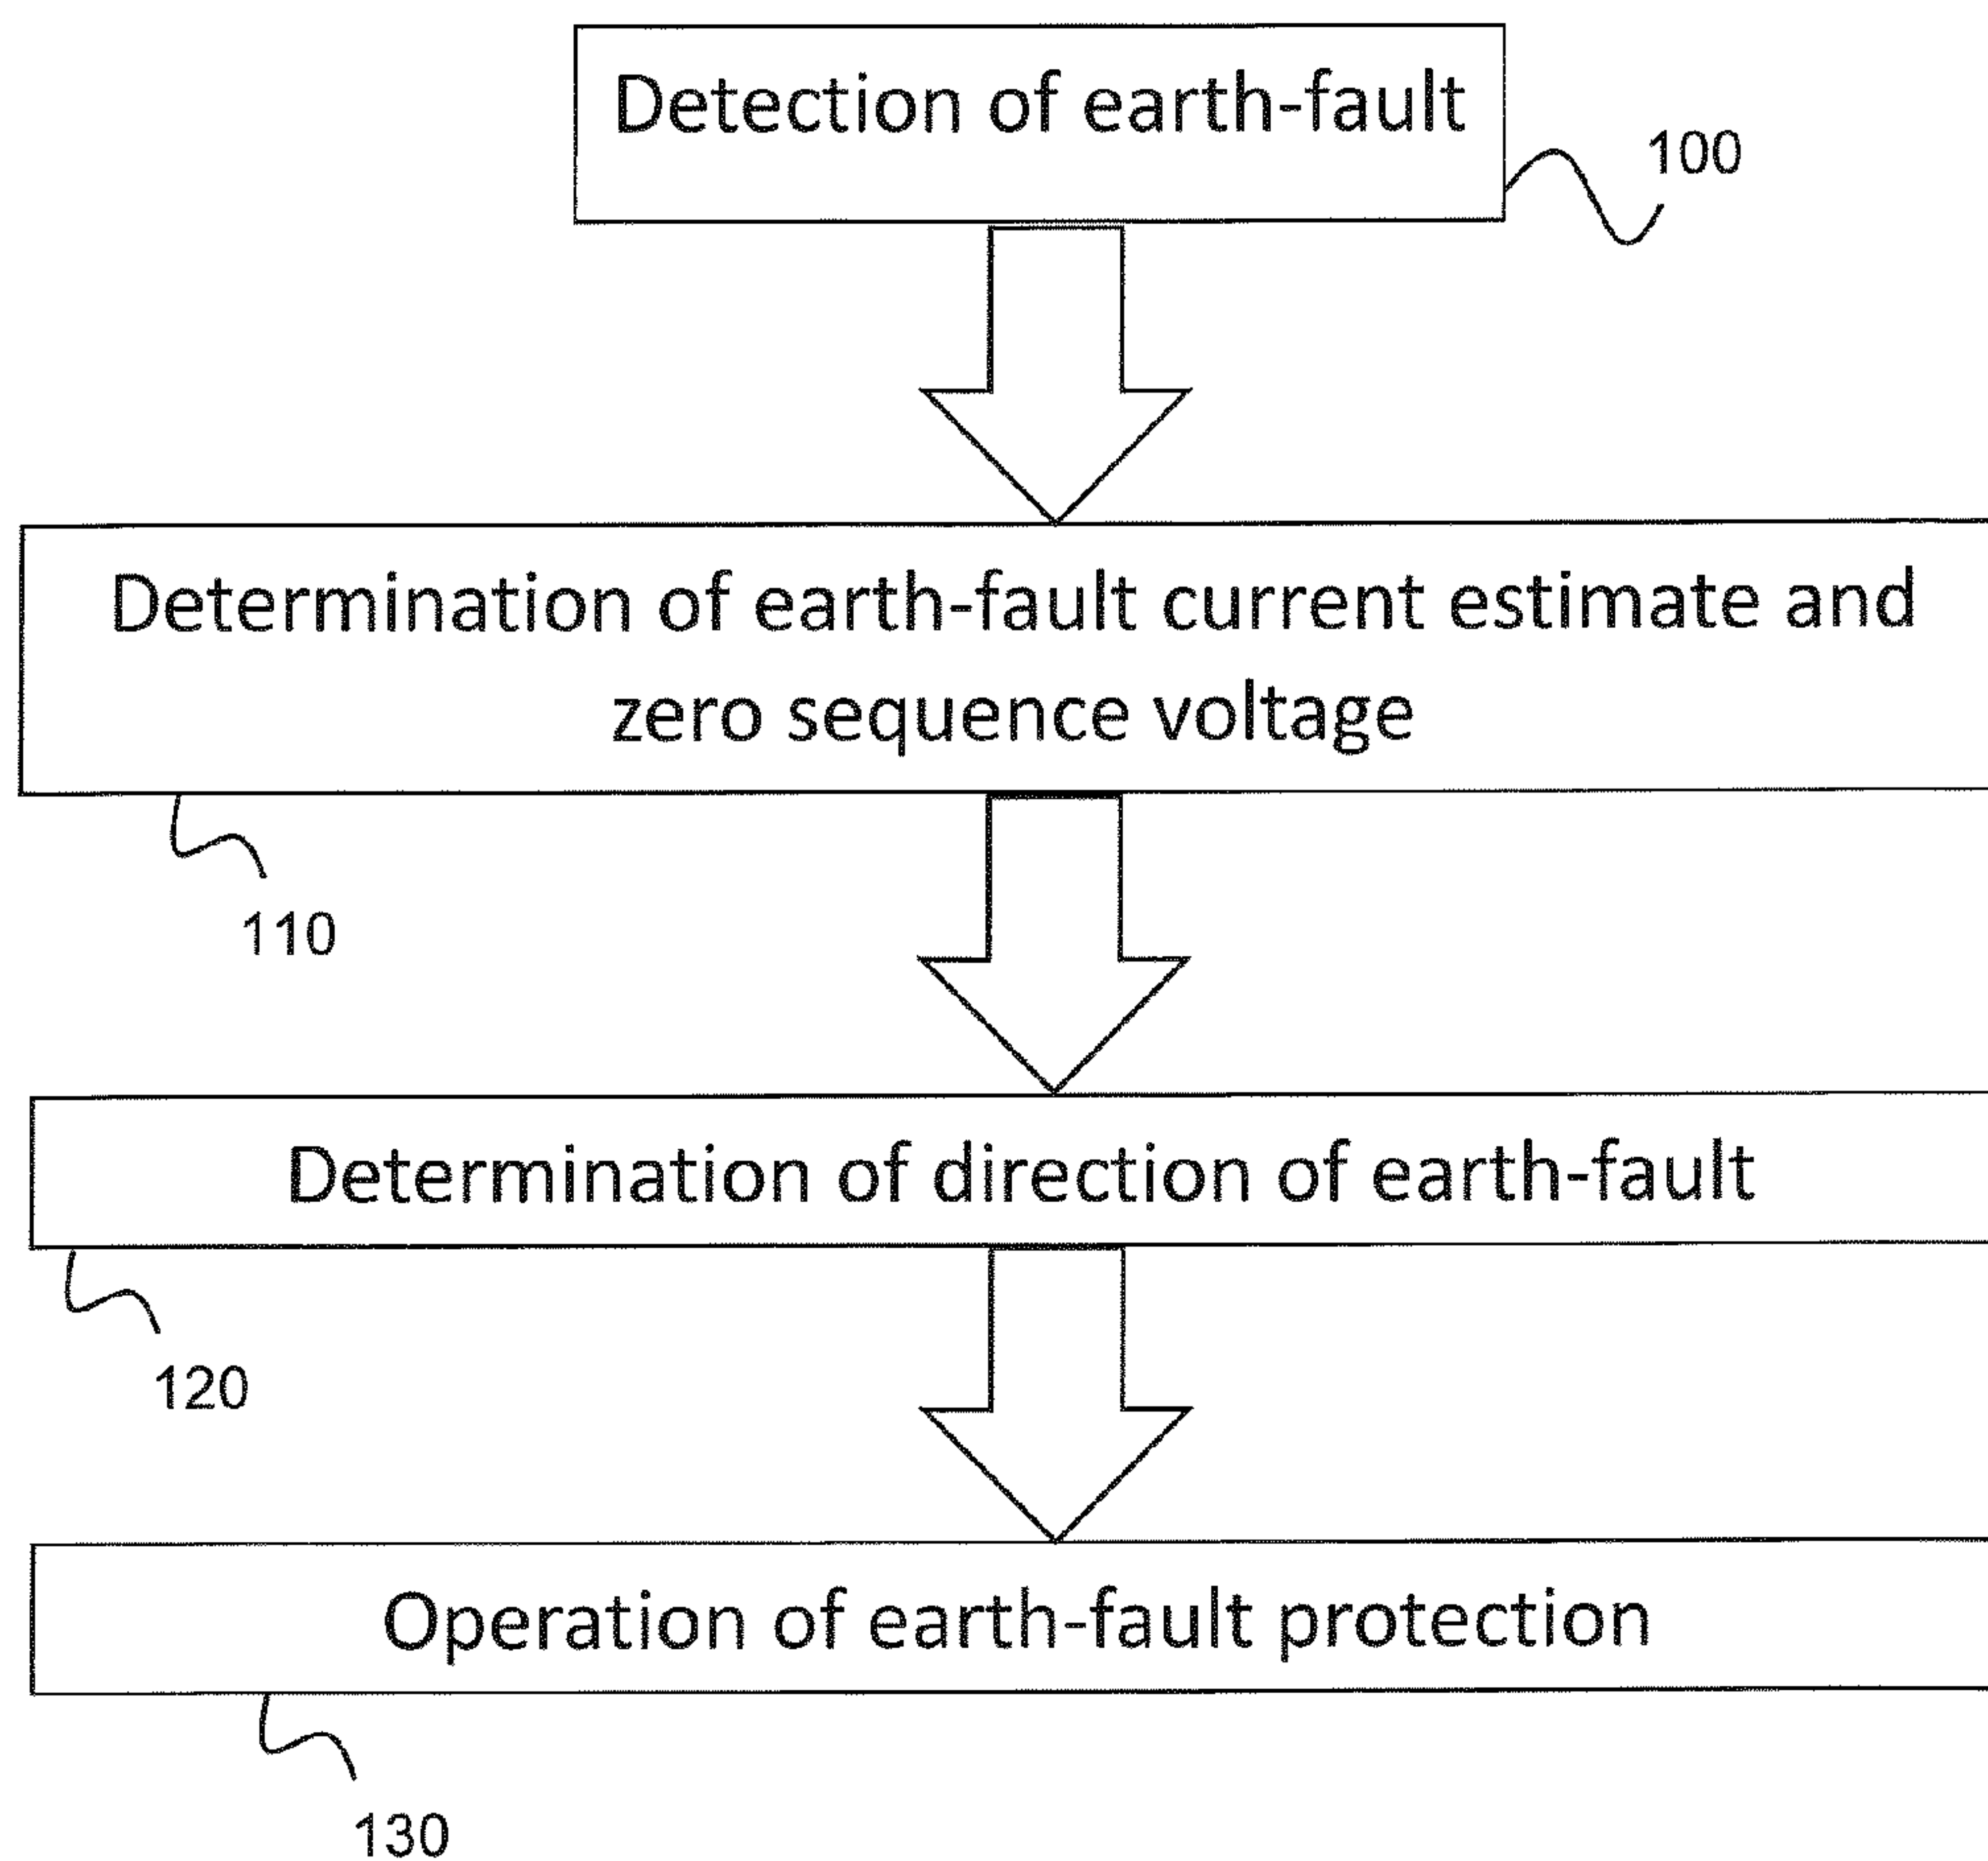 Detection of earth-fault
100
Determination of earth-fault current estimate and
zero sequence voltage
110
Determination of direction of earth-fault
120
Operation of earth-fault protection
130